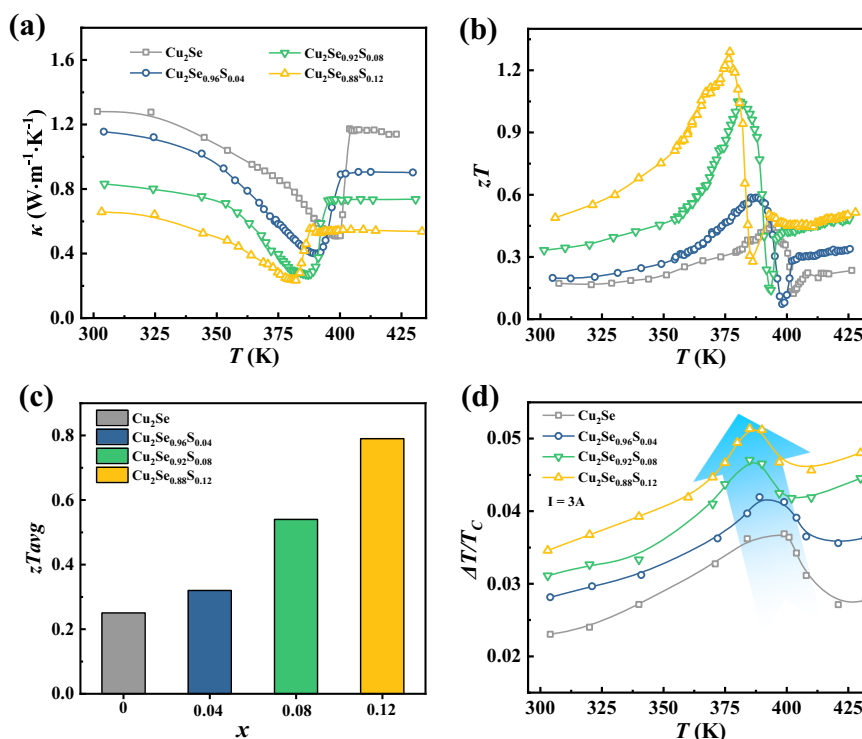 (a)
Cu₂Se
Cu₂Se₀.₉₆S₀.₀₄
Cu₂Se₀.₉₂S₀.₀₈
Cu₂Se₀.₈₈S₀.₁₂
κ (W·m⁻¹·K⁻¹)
1.6
1.2
0.8
0.4
0.0
300 325 350 375 400 425
T (K)
(b)
zT
1.2
0.9
0.6
0.3
0.0
300 325 350 375 400 425
T (K)
(c)
Cu₂Se
Cu₂Se₀.₉₆S₀.₀₄
Cu₂Se₀.₉₂S₀.₀₈
Cu₂Se₀.₈₈S₀.₁₂
zTavg
0.8
0.6
0.4
0.2
0.0
0 0.04 0.08 0.12
x
(d)
Cu₂Se
Cu₂Se₀.₉₆S₀.₀₄
Cu₂Se₀.₉₂S₀.₀₈
Cu₂Se₀.₈₈S₀.₁₂
I = 3A
ΔT/T_C
0.05
0.04
0.03
0.02
300 325 350 375 400 425
T (K)